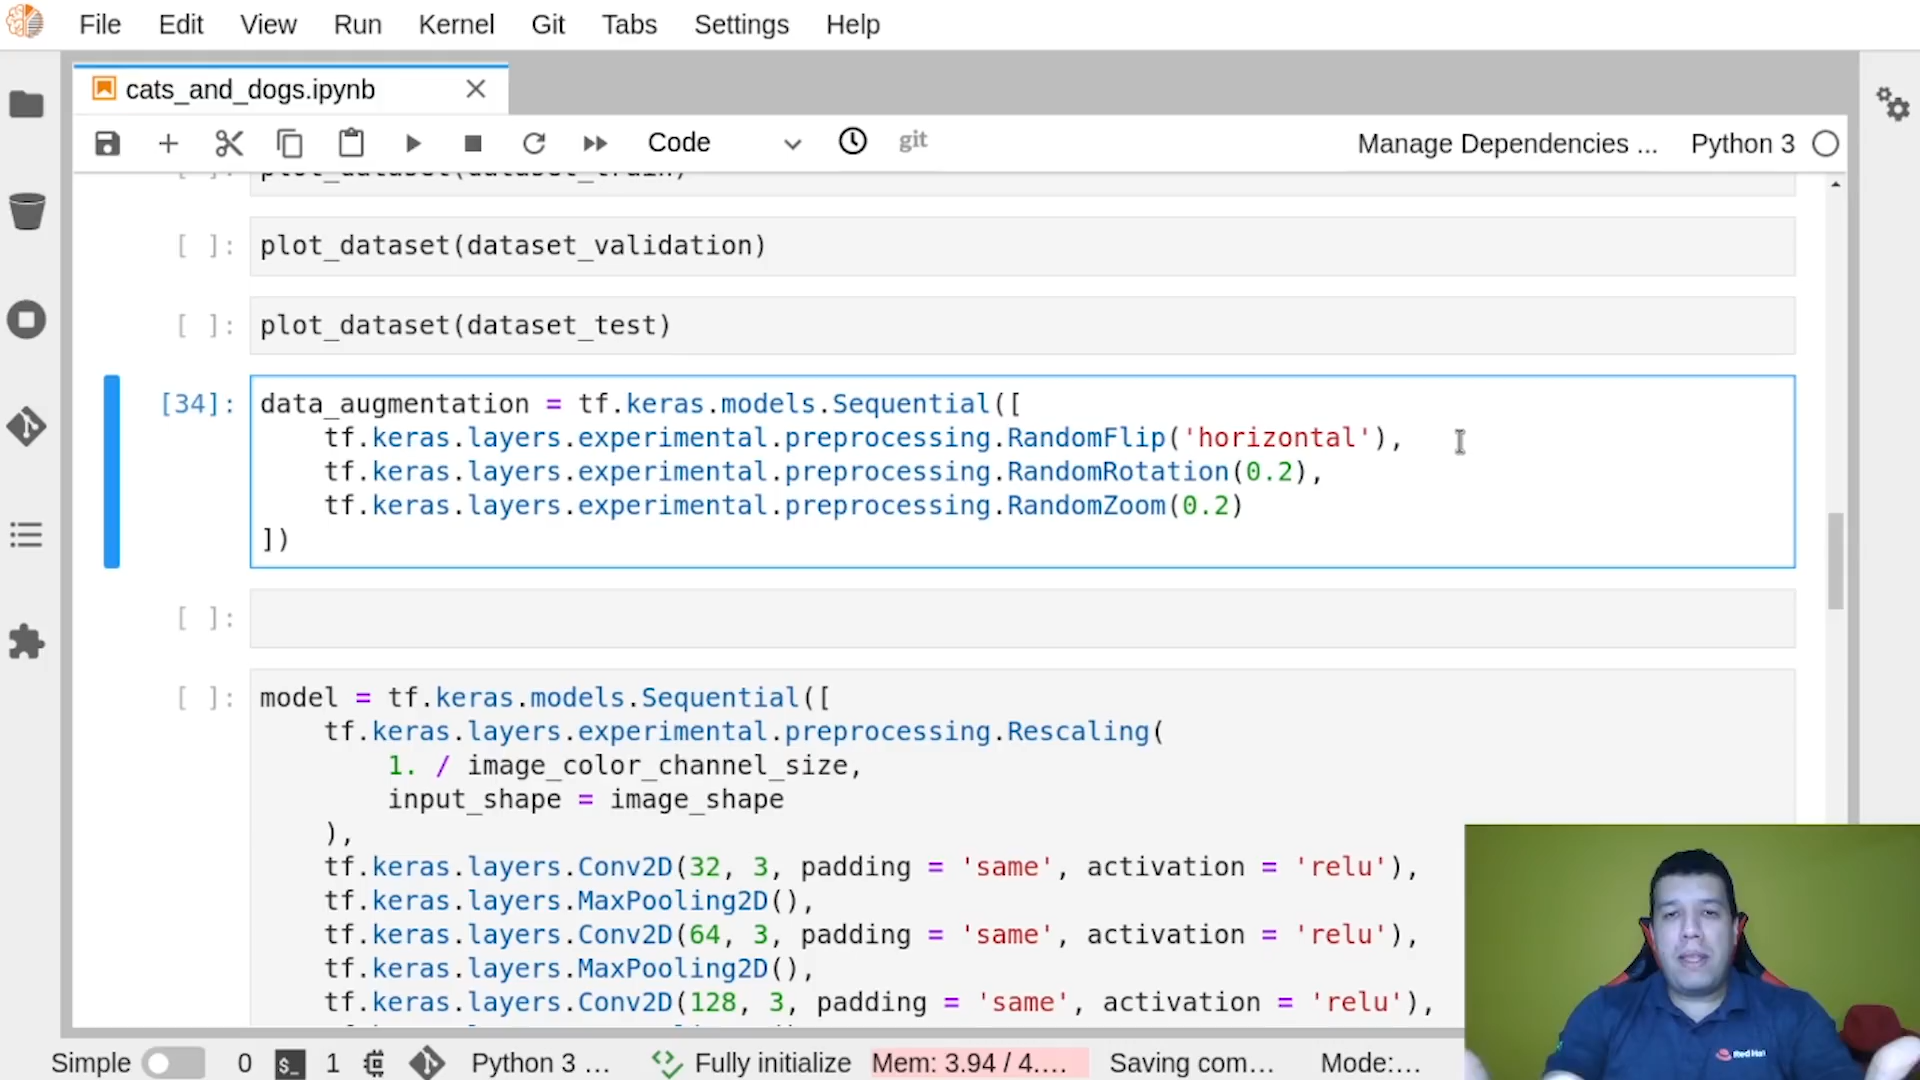 File Edit View Run Kernel Git Tabs Settings Help
cats_and_dogs.ipynb
Code git Manage Dependencies ... Python 3
[ ]: plot_dataset(dataset_train)
[ ]: plot_dataset(dataset_validation)
[ ]: plot_dataset(dataset_test)
[34]: data_augmentation = tf.keras.models.Sequential([
tf.keras.layers.experimental.preprocessing.RandomFlip('horizontal'),
tf.keras.layers.experimental.preprocessing.RandomRotation(0.2),
tf.keras.layers.experimental.preprocessing.RandomZoom(0.2)
])
[ ]:
[ ]: model = tf.keras.models.Sequential([
tf.keras.layers.experimental.preprocessing.Rescaling(
1. / image_color_channel_size,
input_shape = image_shape
),
tf.keras.layers.Conv2D(32, 3, padding = 'same', activation = 'relu'),
tf.keras.layers.MaxPooling2D(),
tf.keras.layers.Conv2D(64, 3, padding = 'same', activation = 'relu'),
tf.keras.layers.MaxPooling2D(),
tf.keras.layers.Conv2D(128, 3, padding = 'same', activation = 'relu'),
Red Hat
Simple 0 $_ 1 Python 3 ... Fully initialize Mem: 3.94 / 4.... Saving com... Mode:...